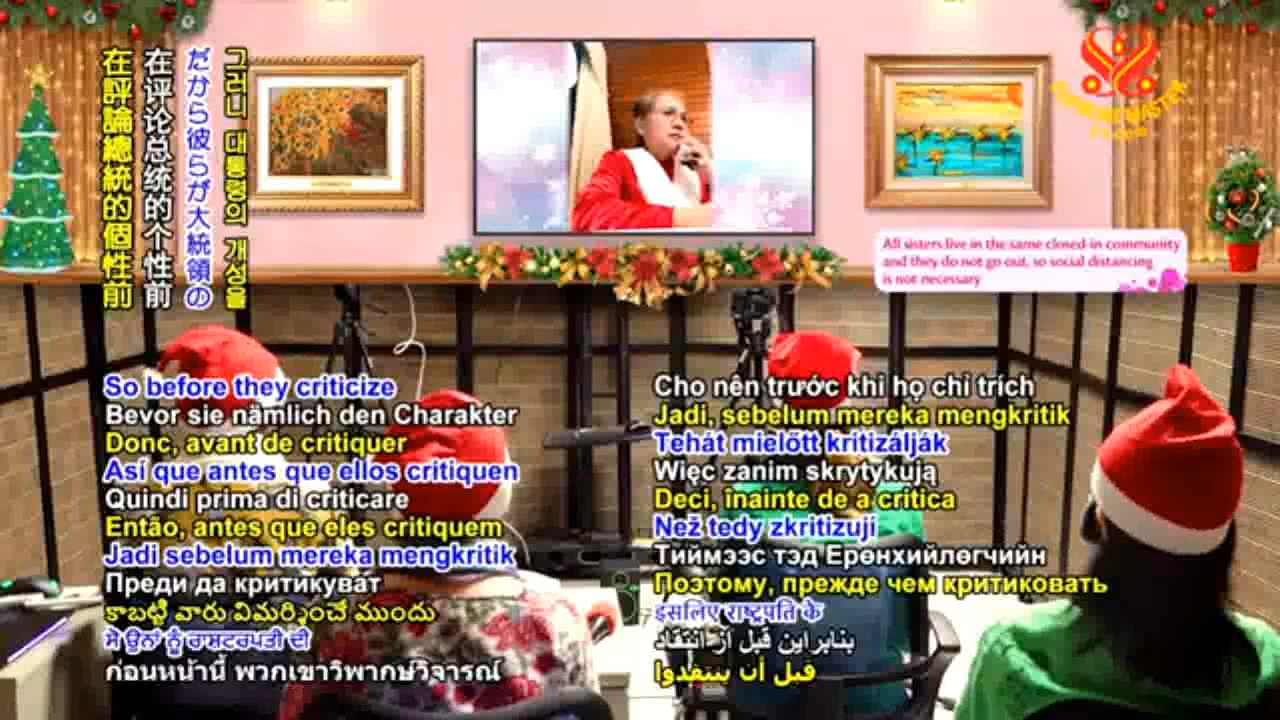 그러니 대통령의 개성을
だから彼らが大統領の
在评论总统的个性前
在評論總統的個性前
SUPREME MASTER
All sisters live in the same closed-in community
and they do not go out, so social distancing
is not necessary
So before they criticize
Bevor sie nämlich den Charakter
Donc, avant de critiquer
Así que antes que ellos critiquen
Quindi prima di criticare
Então, antes que eles critiquem
Jadi sebelum mereka mengkritik
Преди да критикуват
కాబట్టి వారు విమర్శించే ముందు
ਸੋ ਉਨਾਂ ਨੂੰ ਰਾਸ਼ਟਰਪਤੀ ਦੀ
ก่อนหน้านี้ พวกเขาวิพากษ์วิจารณ์
Cho nên trước khi họ chỉ trích
Jadi, sebelum mereka mengkritik
Tehát mielőtt kritizálják
Więc zanim skrytykują
Deci, înainte de a critica
Než tedy zkritizují
Тиймээс тэд Ерөнхийлөгчийн
Поэтому, прежде чем критиковать
इसलिए राष्ट्रपति के
بنابراین قبل از انتقاد
قبل أن ينتقدوا